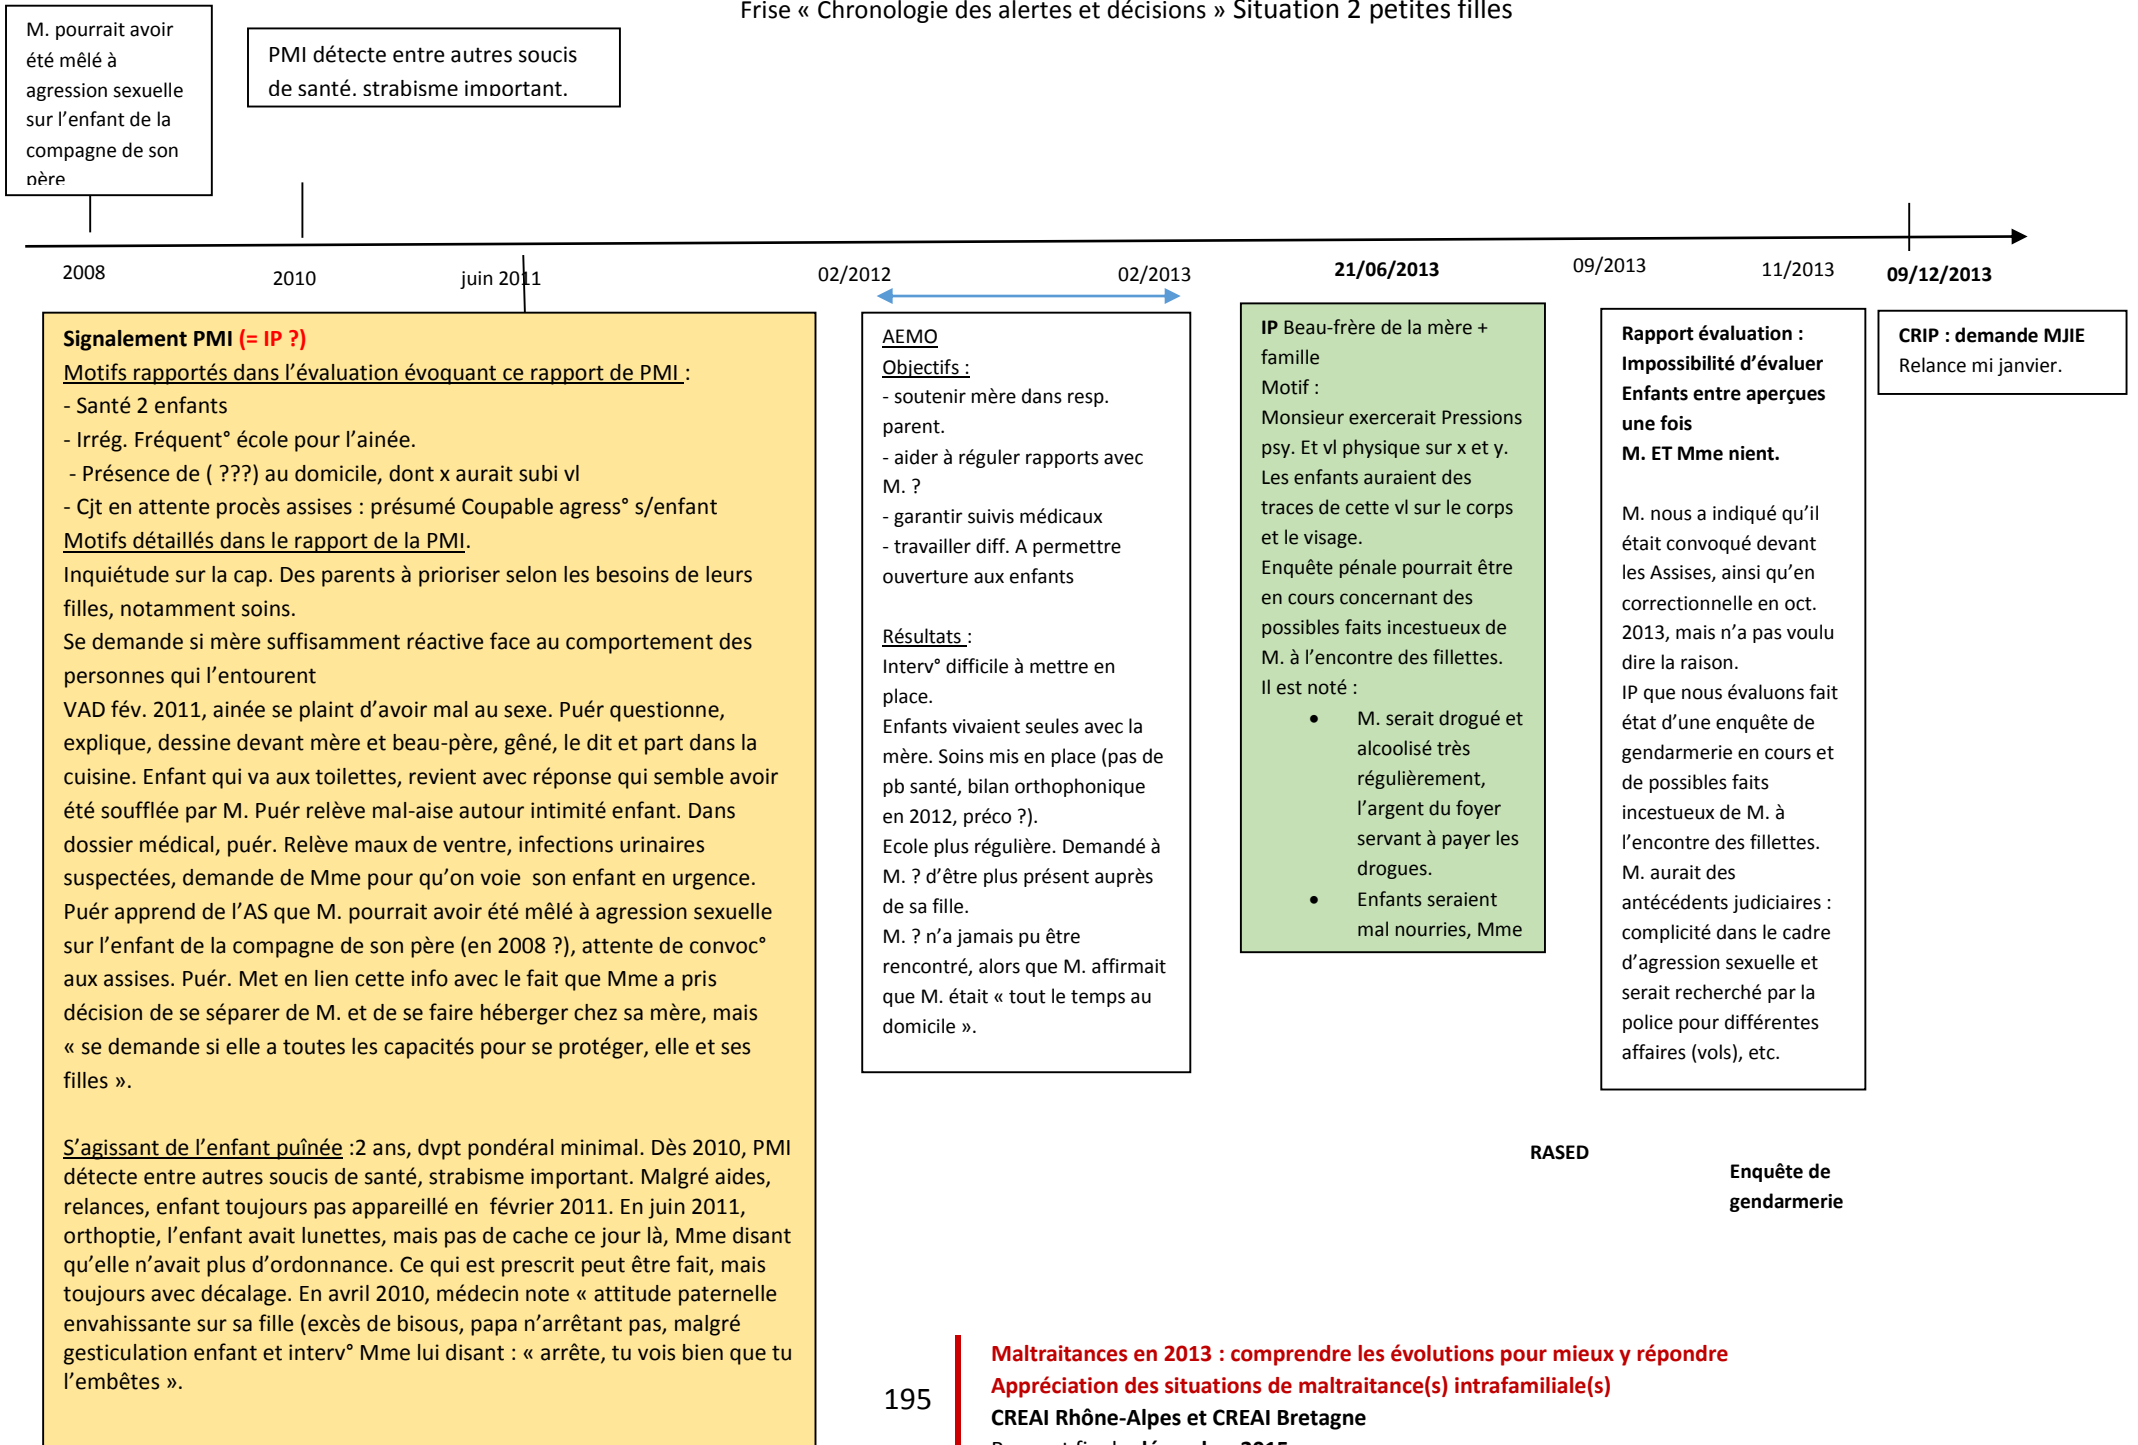 Frise « Chronologie des alertes et décisions » Situation 2 petites filles
M. pourrait avoir
été mêlé à
agression sexuelle
sur l’enfant de la
compagne de son
père
PMI détecte entre autres soucis
de santé. strabisme important.
2008
2010
juin 2011
02/2012
02/2013
21/06/2013
09/2013
11/2013
09/12/2013
Signalement PMI (= IP ?)
Motifs rapportés dans l’évaluation évoquant ce rapport de PMI :
- Santé 2 enfants
- Irrég. Fréquent° école pour l’ainée.
- Présence de ( ???) au domicile, dont x aurait subi vl
- Cjt en attente procès assises : présumé Coupable agress° s/enfant
Motifs détaillés dans le rapport de la PMI.
Inquiétude sur la cap. Des parents à prioriser selon les besoins de leurs
filles, notamment soins.
Se demande si mère suffisamment réactive face au comportement des
personnes qui l’entourent
VAD fév. 2011, ainée se plaint d’avoir mal au sexe. Puér questionne,
explique, dessine devant mère et beau-père, gêné, le dit et part dans la
cuisine. Enfant qui va aux toilettes, revient avec réponse qui semble avoir
été soufflée par M. Puér relève mal-aise autour intimité enfant. Dans
dossier médical, puér. Relève maux de ventre, infections urinaires
suspectées, demande de Mme pour qu’on voie son enfant en urgence.
Puér apprend de l’AS que M. pourrait avoir été mêlé à agression sexuelle
sur l’enfant de la compagne de son père (en 2008 ?), attente de convoc°
aux assises. Puér. Met en lien cette info avec le fait que Mme a pris
décision de se séparer de M. et de se faire héberger chez sa mère, mais
« se demande si elle a toutes les capacités pour se protéger, elle et ses
filles ».
S’agissant de l’enfant puînée :2 ans, dvpt pondéral minimal. Dès 2010, PMI
détecte entre autres soucis de santé, strabisme important. Malgré aides,
relances, enfant toujours pas appareillé en février 2011. En juin 2011,
orthoptie, l’enfant avait lunettes, mais pas de cache ce jour là, Mme disant
qu’elle n’avait plus d’ordonnance. Ce qui est prescrit peut être fait, mais
toujours avec décalage. En avril 2010, médecin note « attitude paternelle
envahissante sur sa fille (excès de bisous, papa n’arrêtant pas, malgré
gesticulation enfant et interv° Mme lui disant : « arrête, tu vois bien que tu
l’embêtes ».
AEMO
Objectifs :
- soutenir mère dans resp.
parent.
- aider à réguler rapports avec
M. ?
- garantir suivis médicaux
- travailler diff. A permettre
ouverture aux enfants
Résultats :
Interv° difficile à mettre en
place.
Enfants vivaient seules avec la
mère. Soins mis en place (pas de
pb santé, bilan orthophonique
en 2012, préco ?).
Ecole plus régulière. Demandé à
M. ? d’être plus présent auprès
de sa fille.
M. ? n’a jamais pu être
rencontré, alors que M. affirmait
que M. était « tout le temps au
domicile ».
IP Beau-frère de la mère +
famille
Motif :
Monsieur exercerait Pressions
psy. Et vl physique sur x et y.
Les enfants auraient des
traces de cette vl sur le corps
et le visage.
Enquête pénale pourrait être
en cours concernant des
possibles faits incestueux de
M. à l’encontre des fillettes.
Il est noté :
• M. serait drogué et
alcoolisé très
régulièrement,
l’argent du foyer
servant à payer les
drogues.
• Enfants seraient
mal nourries, Mme
Rapport évaluation :
Impossibilité d’évaluer
Enfants entre aperçues
une fois
M. ET Mme nient.
M. nous a indiqué qu’il
était convoqué devant
les Assises, ainsi qu’en
correctionnelle en oct.
2013, mais n’a pas voulu
dire la raison.
IP que nous évaluons fait
état d’une enquête de
gendarmerie en cours et
de possibles faits
incestueux de M. à
l’encontre des fillettes.
M. aurait des
antécédents judiciaires :
complicité dans le cadre
d’agression sexuelle et
serait recherché par la
police pour différentes
affaires (vols), etc.
CRIP : demande MJIE
Relance mi janvier.
RASED
Enquête de
gendarmerie
195
Maltraitances en 2013 : comprendre les évolutions pour mieux y répondre
Appréciation des situations de maltraitance(s) intrafamiliale(s)
CREAI Rhône-Alpes et CREAI Bretagne